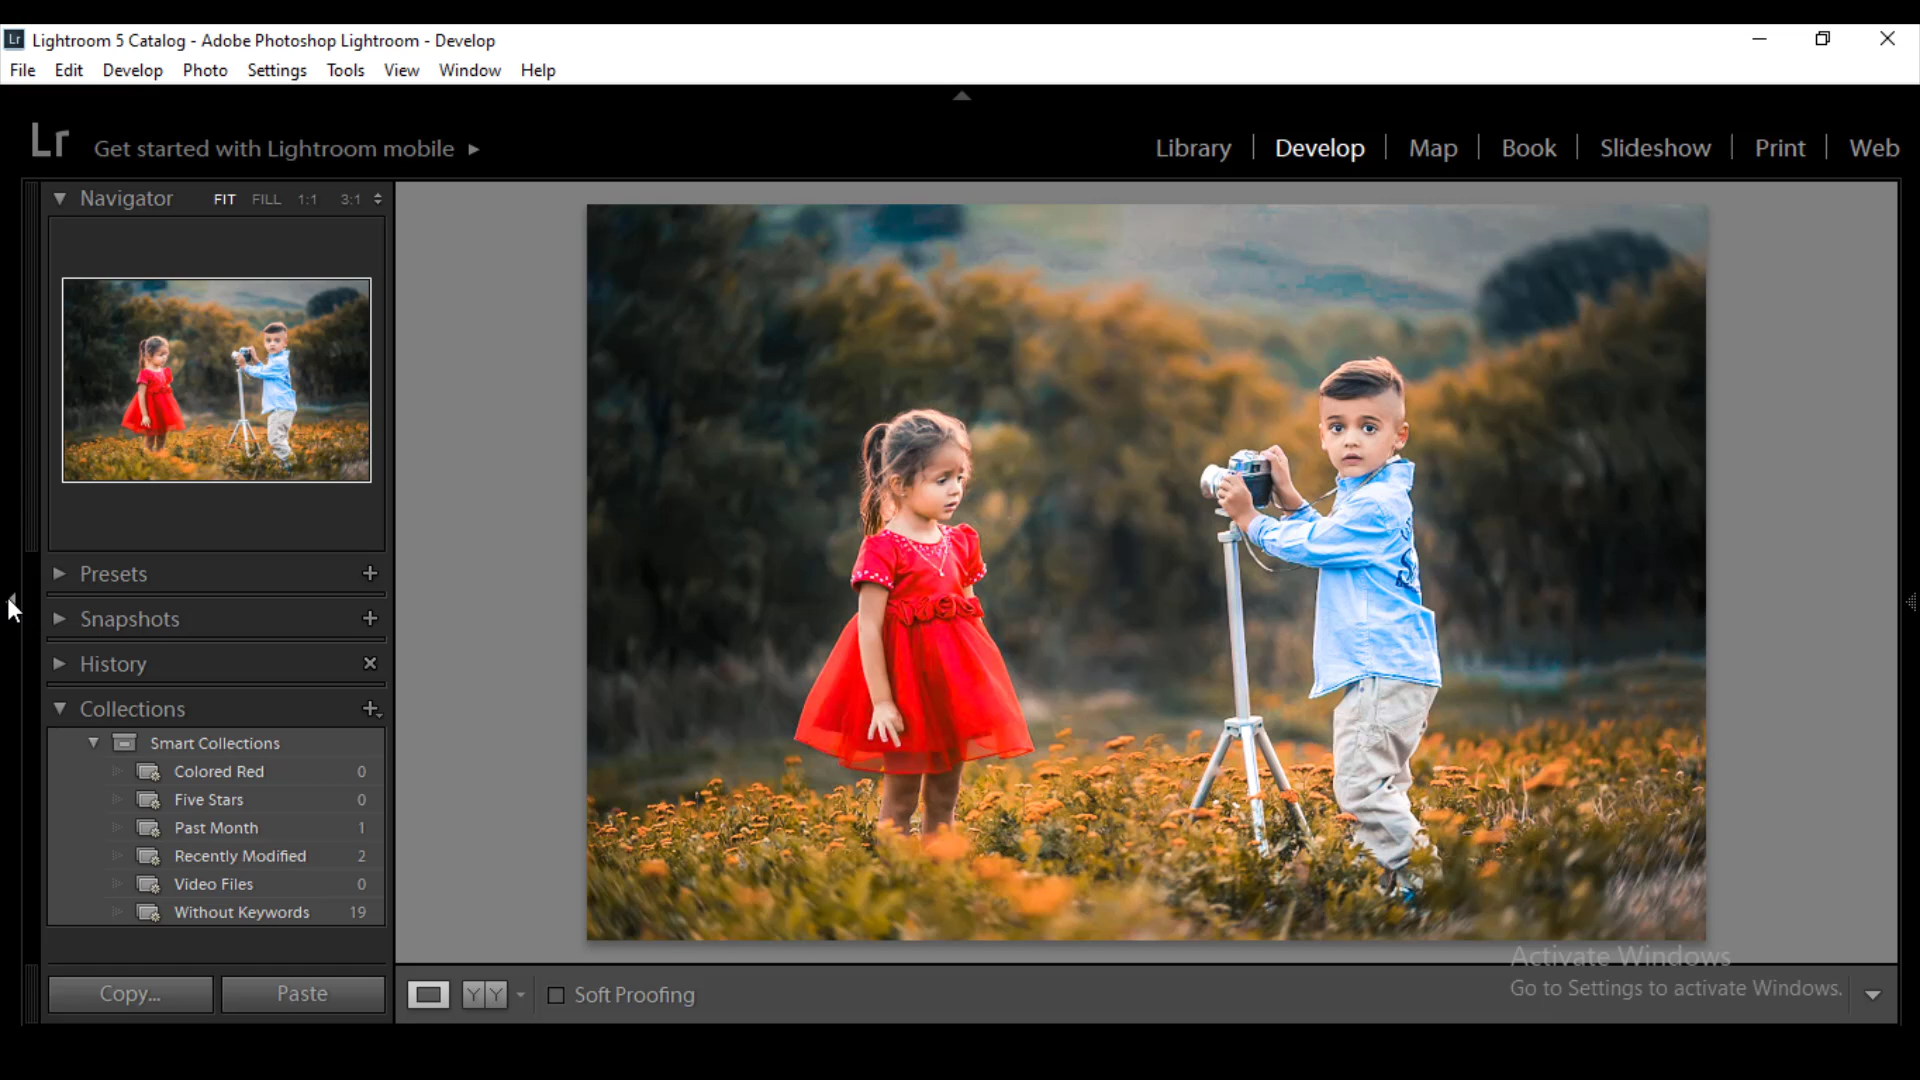 Lr Lightroom 5 Catalog - Adobe Photoshop Lightroom - Develop
File Edit Develop Photo Settings Tools View Window Help
Lr Get started with Lightroom mobile
Library Develop Map Book Slideshow Print Web
Navigator FIT FILL 1:1 3:1
Presets
Snapshots
History
Collections
Smart Collections
Colored Red 0
Five Stars 0
Past Month 1
Recently Modified 2
Video Files 0
Without Keywords 19
Copy... Paste
YY Soft Proofing
Activate Windows
Go to Settings to activate Windows.